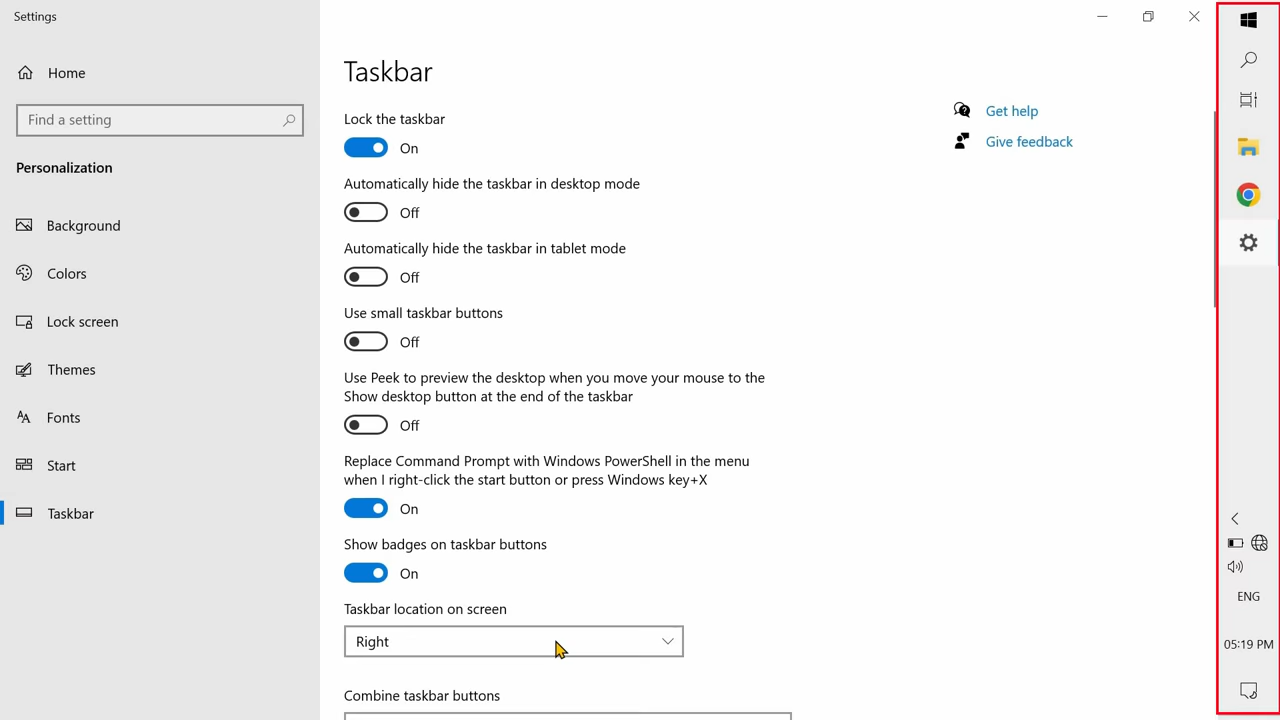 Settings
Home
Find a setting
Personalization
Background
Colors
Lock screen
Themes
Fonts
Start
Taskbar
Taskbar
Lock the taskbar
On
Automatically hide the taskbar in desktop mode
Off
Automatically hide the taskbar in tablet mode
Off
Use small taskbar buttons
Off
Use Peek to preview the desktop when you move your mouse to the
Show desktop button at the end of the taskbar
Off
Replace Command Prompt with Windows PowerShell in the menu
when I right-click the start button or press Windows key+X
On
Show badges on taskbar buttons
On
Taskbar location on screen
Right
Combine taskbar buttons
Get help
Give feedback
ENG
05:19 PM